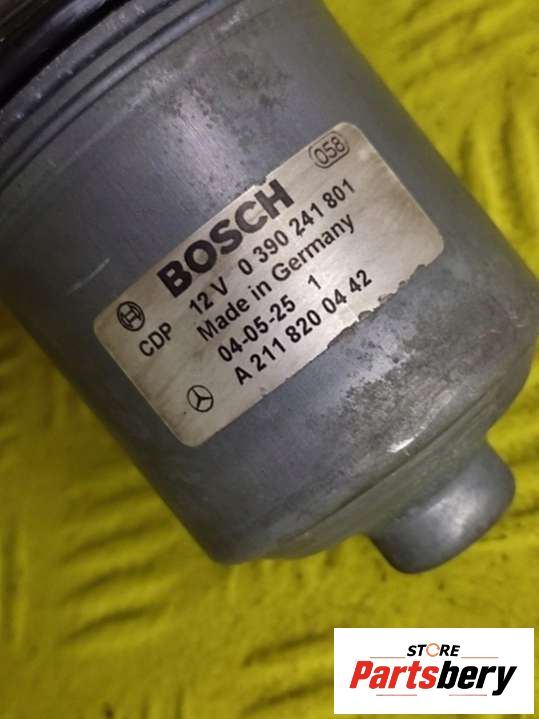 058
BOSCH
CDP 12 V 0 390 241 801
Made in Germany
04-05-25 1
A 211 820 04 42
STORE
Partsbery